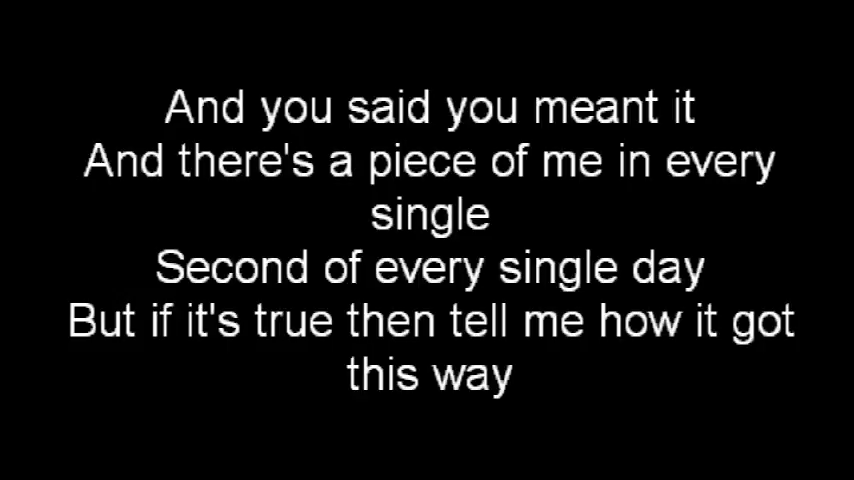 And you said you meant it
And there's a piece of me in every
single
Second of every single day
But if it's true then tell me how it got
this way